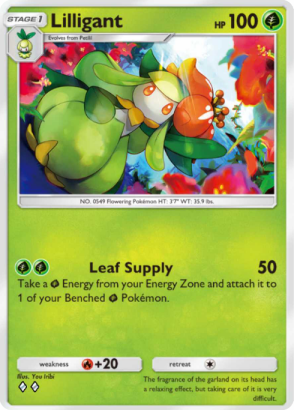 STAGE 1
Lilligant
HP 100
Evolves from Petilil
NO. 0549 Flowering Pokémon HT: 3'7" WT: 35.9 lbs.
Leaf Supply 50
Take a Energy from your Energy Zone and attach it to
1 of your Benched Pokémon.
weakness +20 retreat
Illus. You Iribi
The fragrance of the garland on its head has
a relaxing effect, but taking care of it is very
difficult.